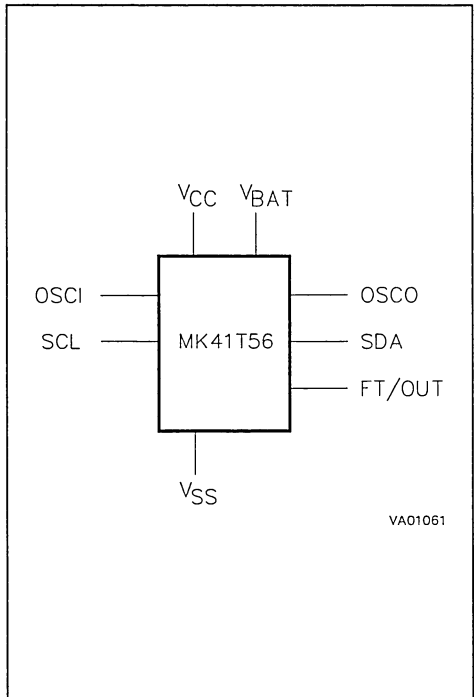 VCC VBAT
OSCI OSCO
SCL MK41T56 SDA
FT/OUT
VSS
VA01061